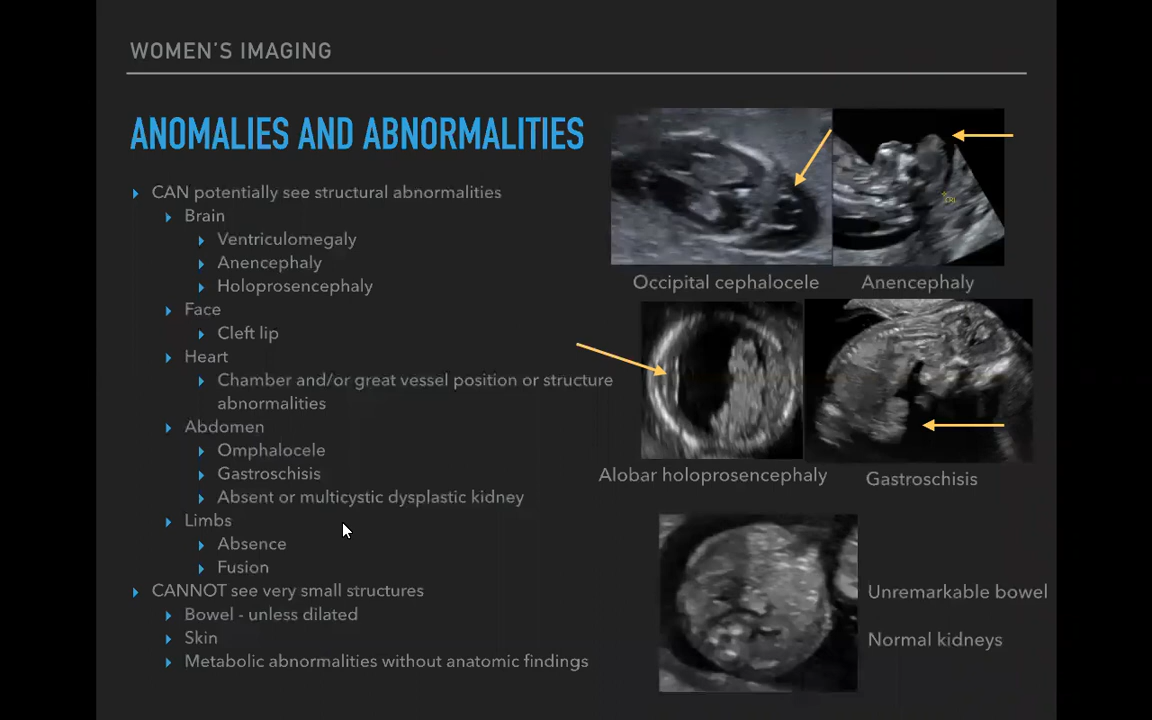 WOMEN'S IMAGING
ANOMALIES AND ABNORMALITIES
CAN potentially see structural abnormalities
Brain
Ventriculomegaly
Anencephaly
Holoprosencephaly
Face
Cleft lip
Heart
Chamber and/or great vessel position or structure
abnormalities
Abdomen
Omphalocele
Gastroschisis
Absent or multicystic dysplastic kidney
Limbs
Absence
Fusion
CANNOT see very small structures
Bowel - unless dilated
Skin
Metabolic abnormalities without anatomic findings
CRL
Occipital cephalocele
Anencephaly
Alobar holoprosencephaly
Gastroschisis
Unremarkable bowel
Normal kidneys